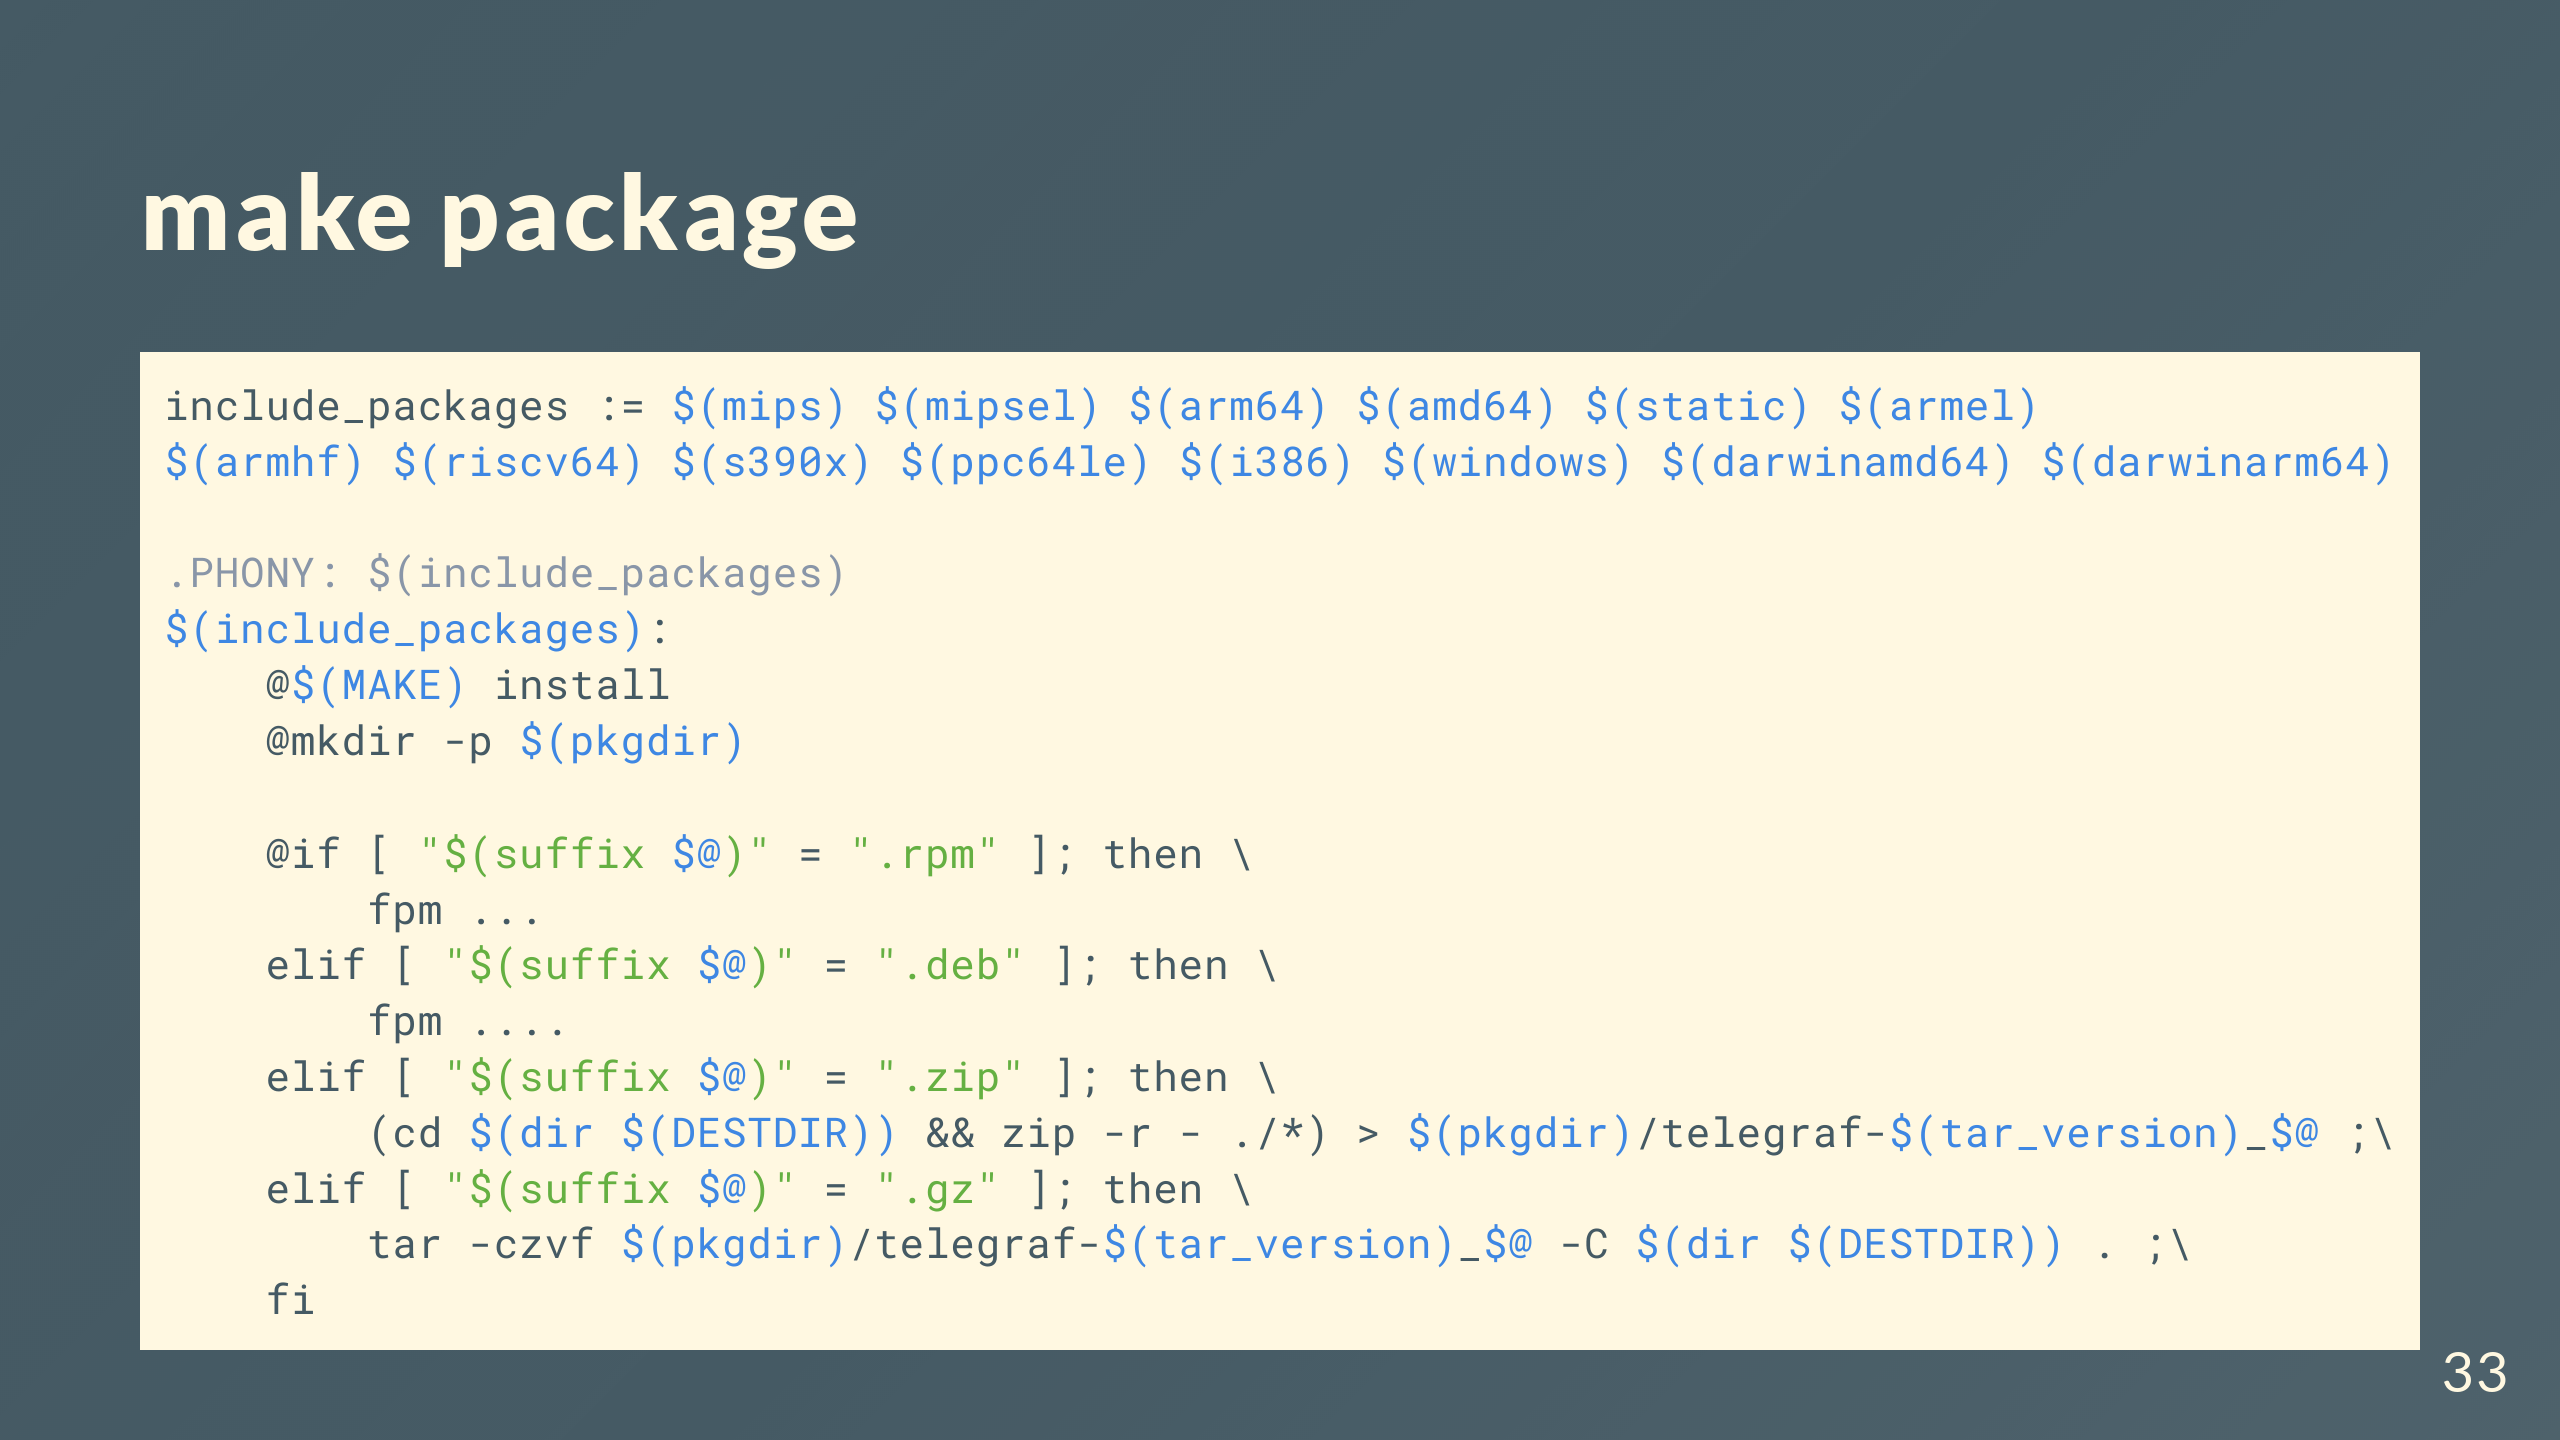 make package
include_packages := $(mips) $(mipsel) $(arm64) $(amd64) $(static) $(armel)
$(armhf) $(riscv64) $(s390x) $(ppc64le) $(i386) $(windows) $(darwinamd64) $(darwinarm64)
.PHONY: $(include_packages)
$(include_packages):
    @$(MAKE) install
    @mkdir -p $(pkgdir)
    @if [ "$(suffix $@)" = ".rpm" ]; then \
        fpm ...
    elif [ "$(suffix $@)" = ".deb" ]; then \
        fpm ....
    elif [ "$(suffix $@)" = ".zip" ]; then \
        (cd $(dir $(DESTDIR)) && zip -r - ./*) > $(pkgdir)/telegraf-$(tar_version)_$@ ;\
    elif [ "$(suffix $@)" = ".gz" ]; then \
        tar -czvf $(pkgdir)/telegraf-$(tar_version)_$@ -C $(dir $(DESTDIR)) . ;\
    fi
33